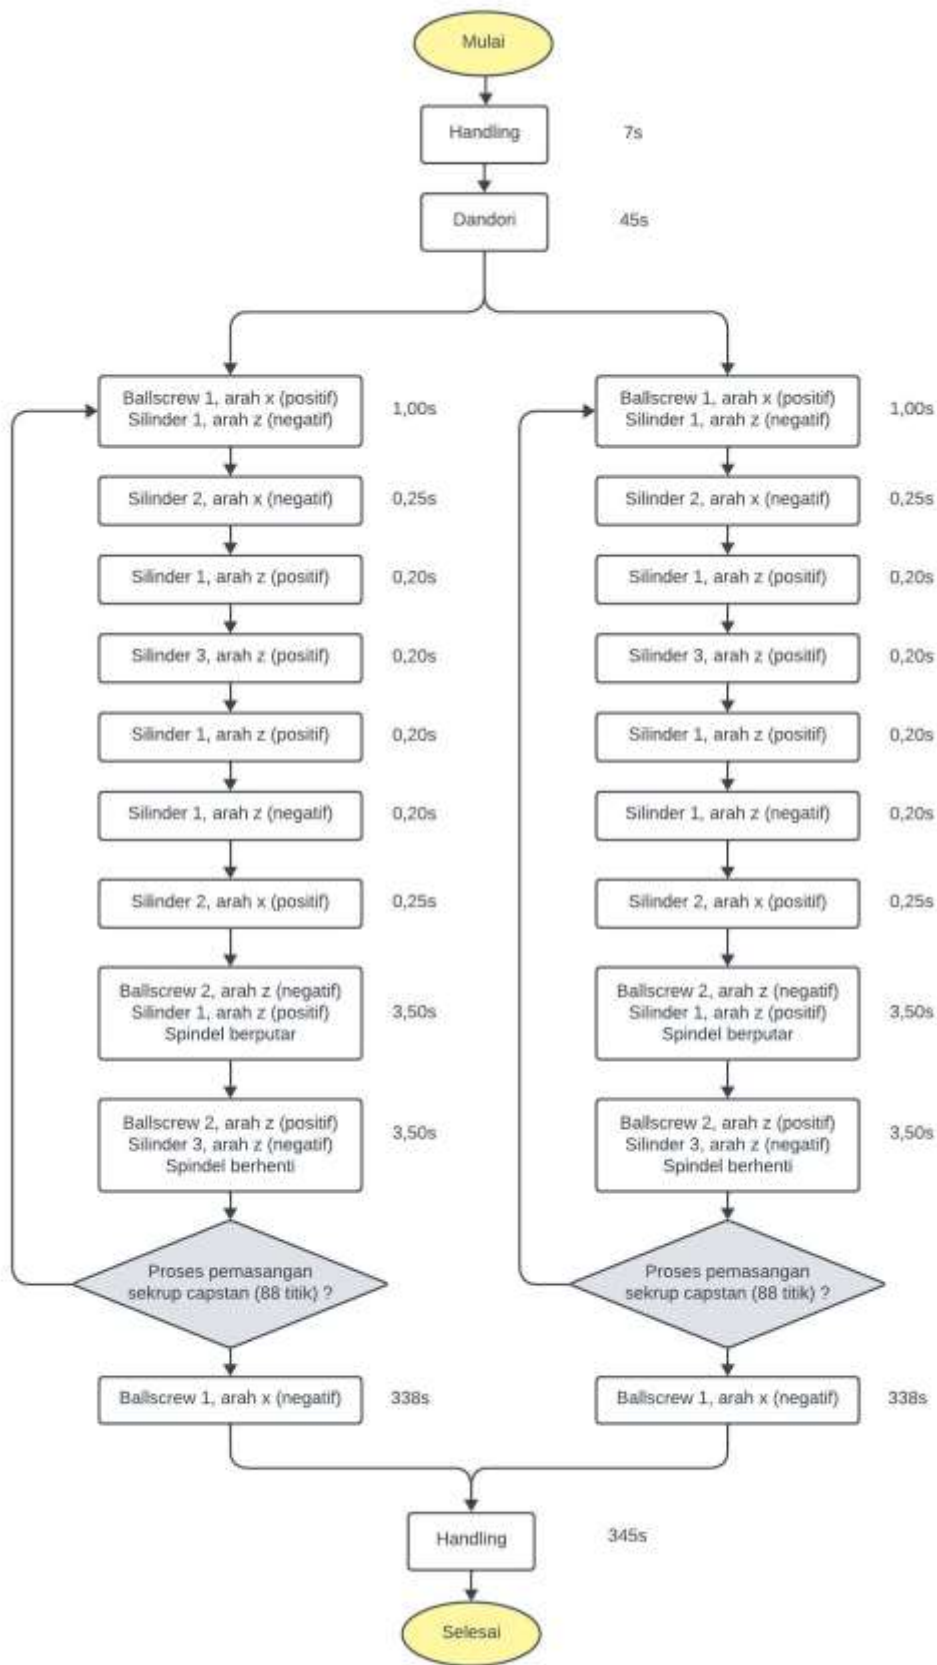 Mulai
Handling
7s
Dandori
45s
Ballscrew 1, arah x (positif)
Silinder 1, arah z (negatif)
1,00s
Silinder 2, arah x (negatif)
0,25s
Silinder 1, arah z (positif)
0,20s
Silinder 3, arah z (positif)
0,20s
Silinder 1, arah z (positif)
0,20s
Silinder 1, arah z (negatif)
0,20s
Silinder 2, arah x (positif)
0,25s
Ballscrew 2, arah z (negatif)
Silinder 1, arah z (positif)
Spindel berputar
3,50s
Ballscrew 2, arah z (positif)
Silinder 3, arah z (negatif)
Spindel berhenti
3,50s
Proses pemasangan
sekrup capstan (88 titik) ?
Ballscrew 1, arah x (negatif)
338s
Ballscrew 1, arah x (positif)
Silinder 1, arah z (negatif)
1,00s
Silinder 2, arah x (negatif)
0,25s
Silinder 1, arah z (positif)
0,20s
Silinder 3, arah z (positif)
0,20s
Silinder 1, arah z (positif)
0,20s
Silinder 1, arah z (negatif)
0,20s
Silinder 2, arah x (positif)
0,25s
Ballscrew 2, arah z (negatif)
Silinder 1, arah z (positif)
Spindel berputar
3,50s
Ballscrew 2, arah z (positif)
Silinder 3, arah z (negatif)
Spindel berhenti
3,50s
Proses pemasangan
sekrup capstan (88 titik) ?
Ballscrew 1, arah x (negatif)
338s
Handling
345s
Selesai